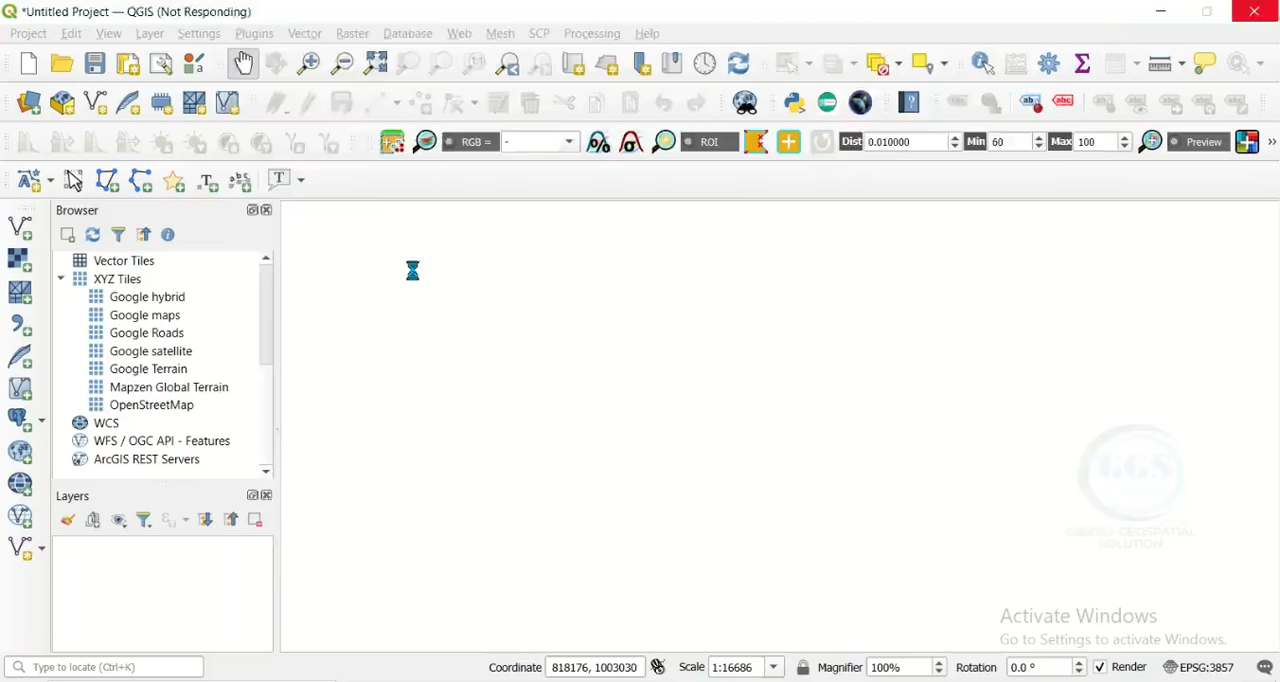 *Untitled Project — QGIS (Not Responding)
Project Edit View Layer Settings Plugins Vector Raster Database Web Mesh SCP Processing Help
RGB = - ROI Dist 0.010000 Min 60 Max 100 Preview »
Browser
Vector Tiles
XYZ Tiles
Google hybrid
Google maps
Google Roads
Google satellite
Google Terrain
Mapzen Global Terrain
OpenStreetMap
WCS
WFS / OGC API - Features
ArcGIS REST Servers
Layers
GGS
GEOSPATIAL
SOLUTION
Activate Windows
Go to Settings to activate Windows.
Type to locate (Ctrl+K) Coordinate 818176, 1003030 Scale 1:16686 Magnifier 100% Rotation 0.0 ° Render EPSG:3857